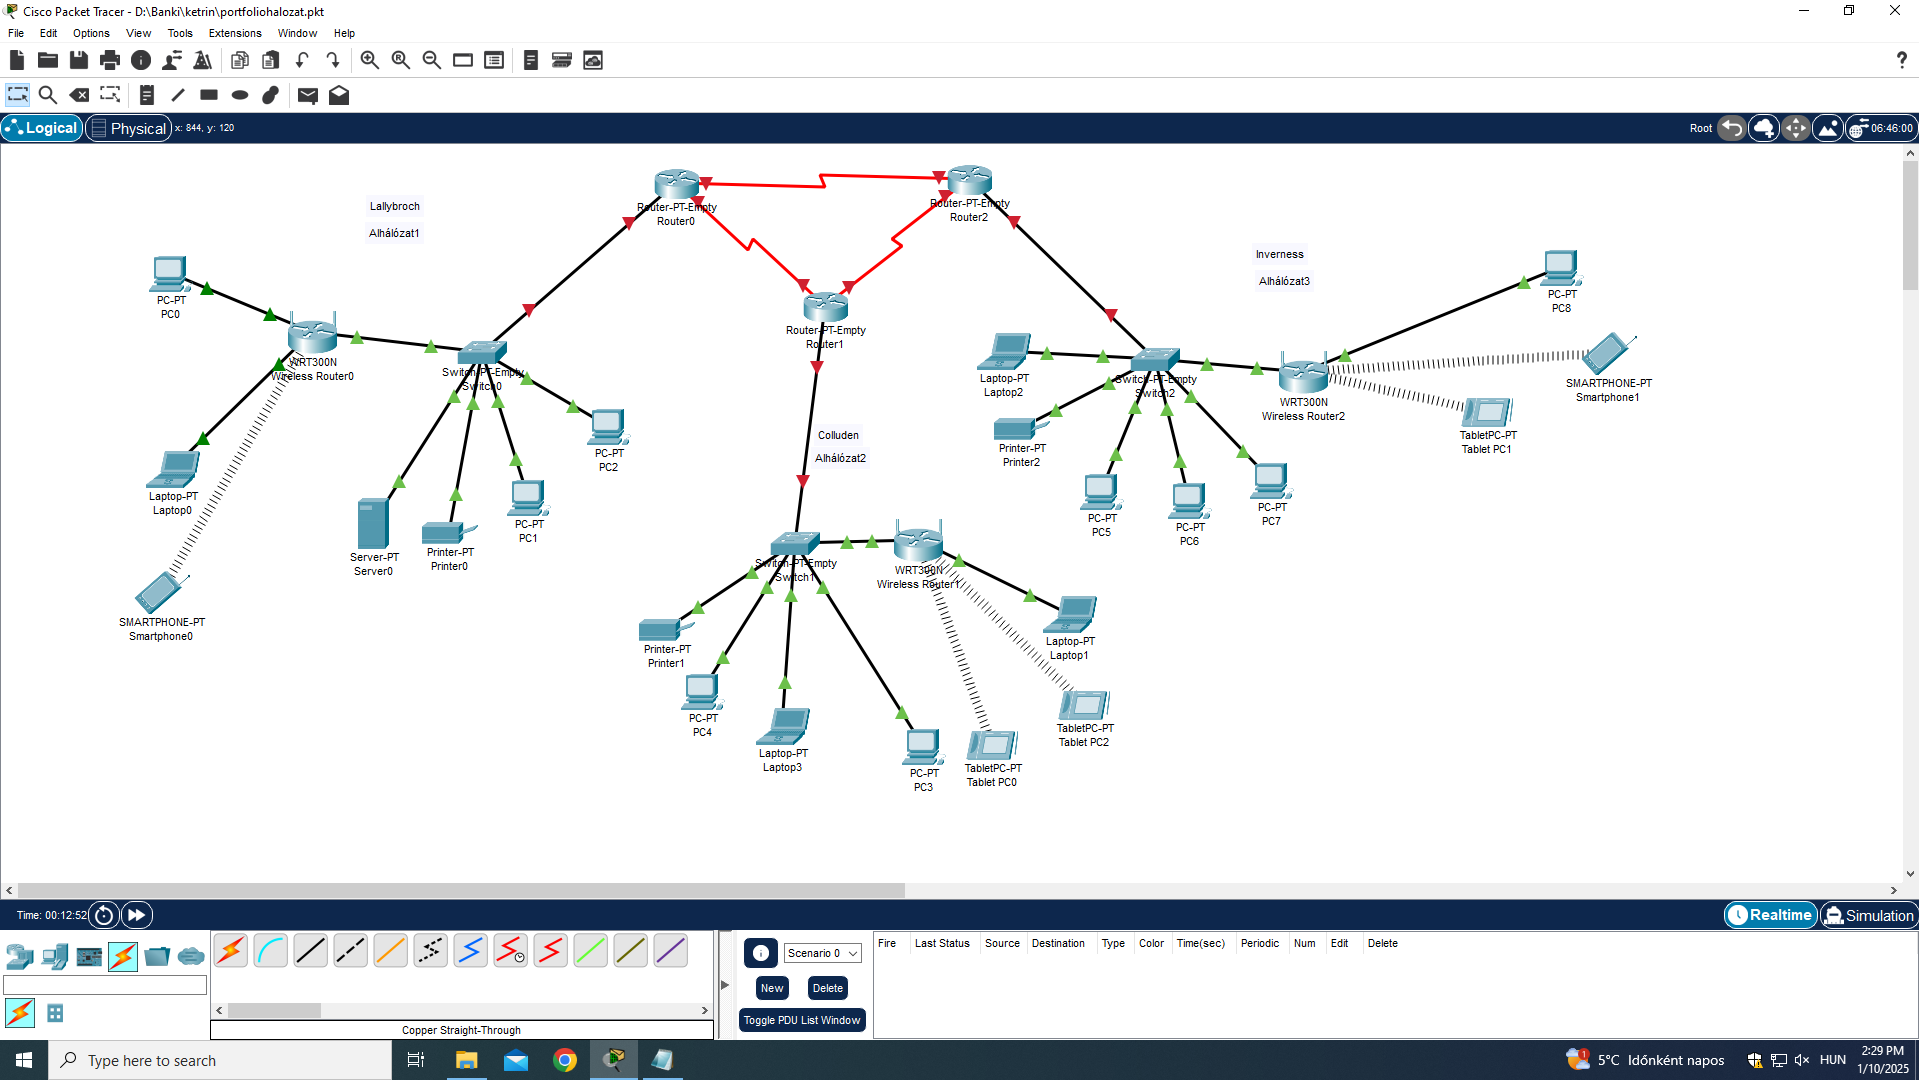 Cisco Packet Tracer - D:\Banki\ketrin\portfoliohalozat.pkt
File Edit Options View Tools Extensions Window Help
Logical Physical x: 844, y: 120 Root 06:46:00
Lallybroch
Alhálózat1
Router-PT-Empty
Router0
Router-PT-Empty
Router2
Inverness
Alhálózat3
PC-PT
PC0
PC-PT
PC8
Router-PT-Empty
Router1
WRT300N
Wireless Router0
Switch-PT-Empty
Switch0
Laptop-PT
Laptop2
Switch-PT-Empty
Switch2
WRT300N
Wireless Router2
SMARTPHONE-PT
Smartphone1
TabletPC-PT
Tablet PC1
Colluden
Alhálózat2
Printer-PT
Printer2
PC-PT
PC2
Laptop-PT
Laptop0
PC-PT
PC1
PC-PT
PC5
PC-PT
PC6
PC-PT
PC7
Server-PT
Server0
Printer-PT
Printer0
Switch-PT-Empty
Switch1
WRT300N
Wireless Router1
SMARTPHONE-PT
Smartphone0
Printer-PT
Printer1
Laptop-PT
Laptop1
PC-PT
PC4
TabletPC-PT
Tablet PC2
Laptop-PT
Laptop3
PC-PT
PC3
TabletPC-PT
Tablet PC0
Time: 00:12:52 Realtime Simulation
Scenario 0
New Delete
Toggle PDU List Window
Fire Last Status Source Destination Type Color Time(sec) Periodic Num Edit Delete
Copper Straight-Through
Type here to search
1
5°C Időnként napos
HUN
2:29 PM
1/10/2025